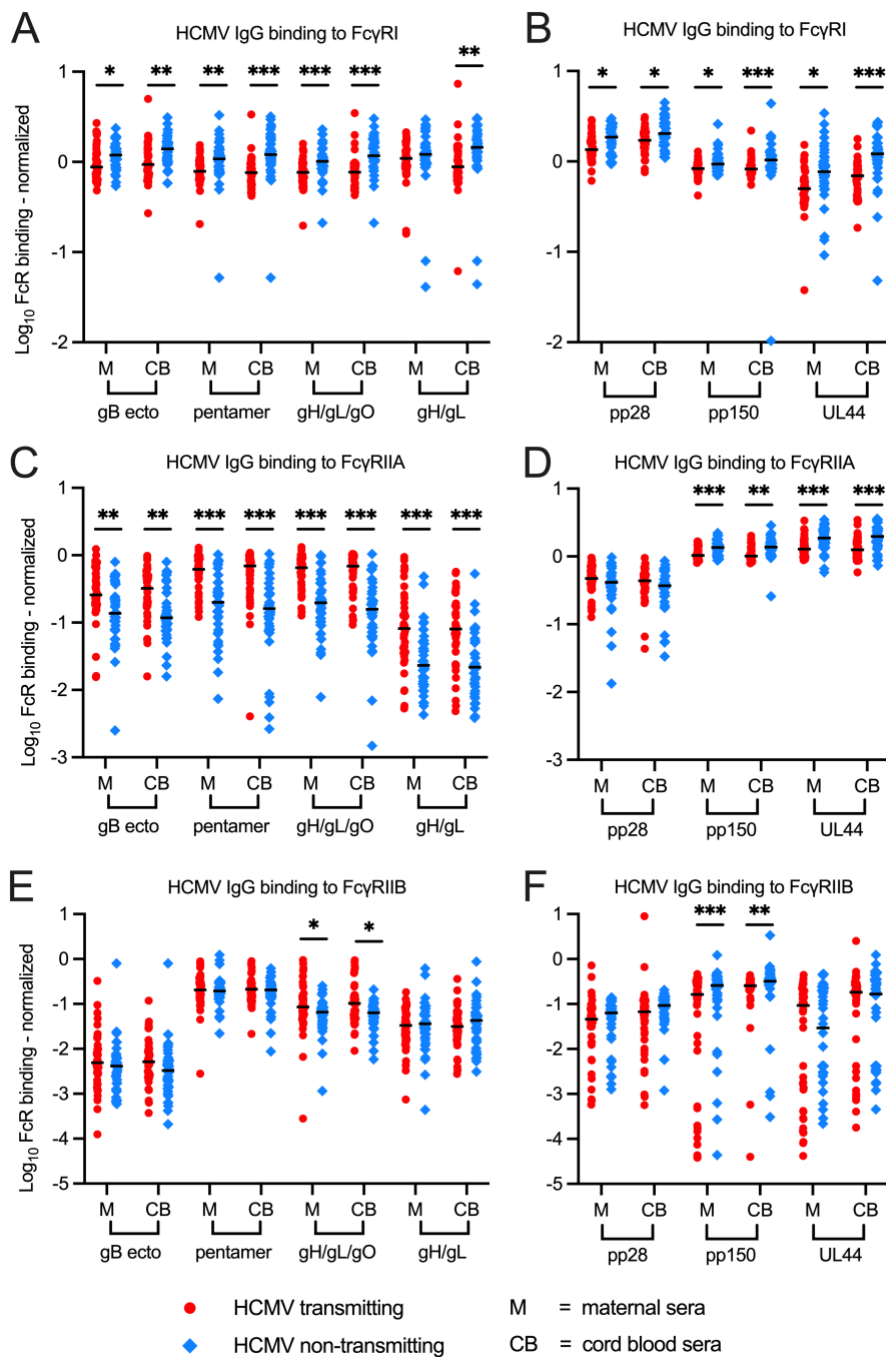 A
HCMV IgG binding to FcγRI
Log10 FcR binding - normalized
1
0
-1
-2
* ** ** *** *** *** **
M CB M CB M CB M CB
gB ecto pentamer gH/gL/gO gH/gL
B
HCMV IgG binding to FcγRI
1
0
-1
-2
* * * *** * ***
M CB M CB M CB
pp28 pp150 UL44
C
HCMV IgG binding to FcγRIIA
Log10 FcR binding - normalized
1
0
-1
-2
-3
** ** *** *** *** *** *** ***
M CB M CB M CB M CB
gB ecto pentamer gH/gL/gO gH/gL
D
HCMV IgG binding to FcγRIIA
1
0
-1
-2
-3
*** ** *** ***
M CB M CB M CB
pp28 pp150 UL44
E
HCMV IgG binding to FcγRIIB
Log10 FcR binding - normalized
1
0
-1
-2
-3
-4
-5
* *
M CB M CB M CB M CB
gB ecto pentamer gH/gL/gO gH/gL
F
HCMV IgG binding to FcγRIIB
1
0
-1
-2
-3
-4
-5
*** **
M CB M CB M CB
pp28 pp150 UL44
HCMV transmitting M = maternal sera
HCMV non-transmitting CB = cord blood sera